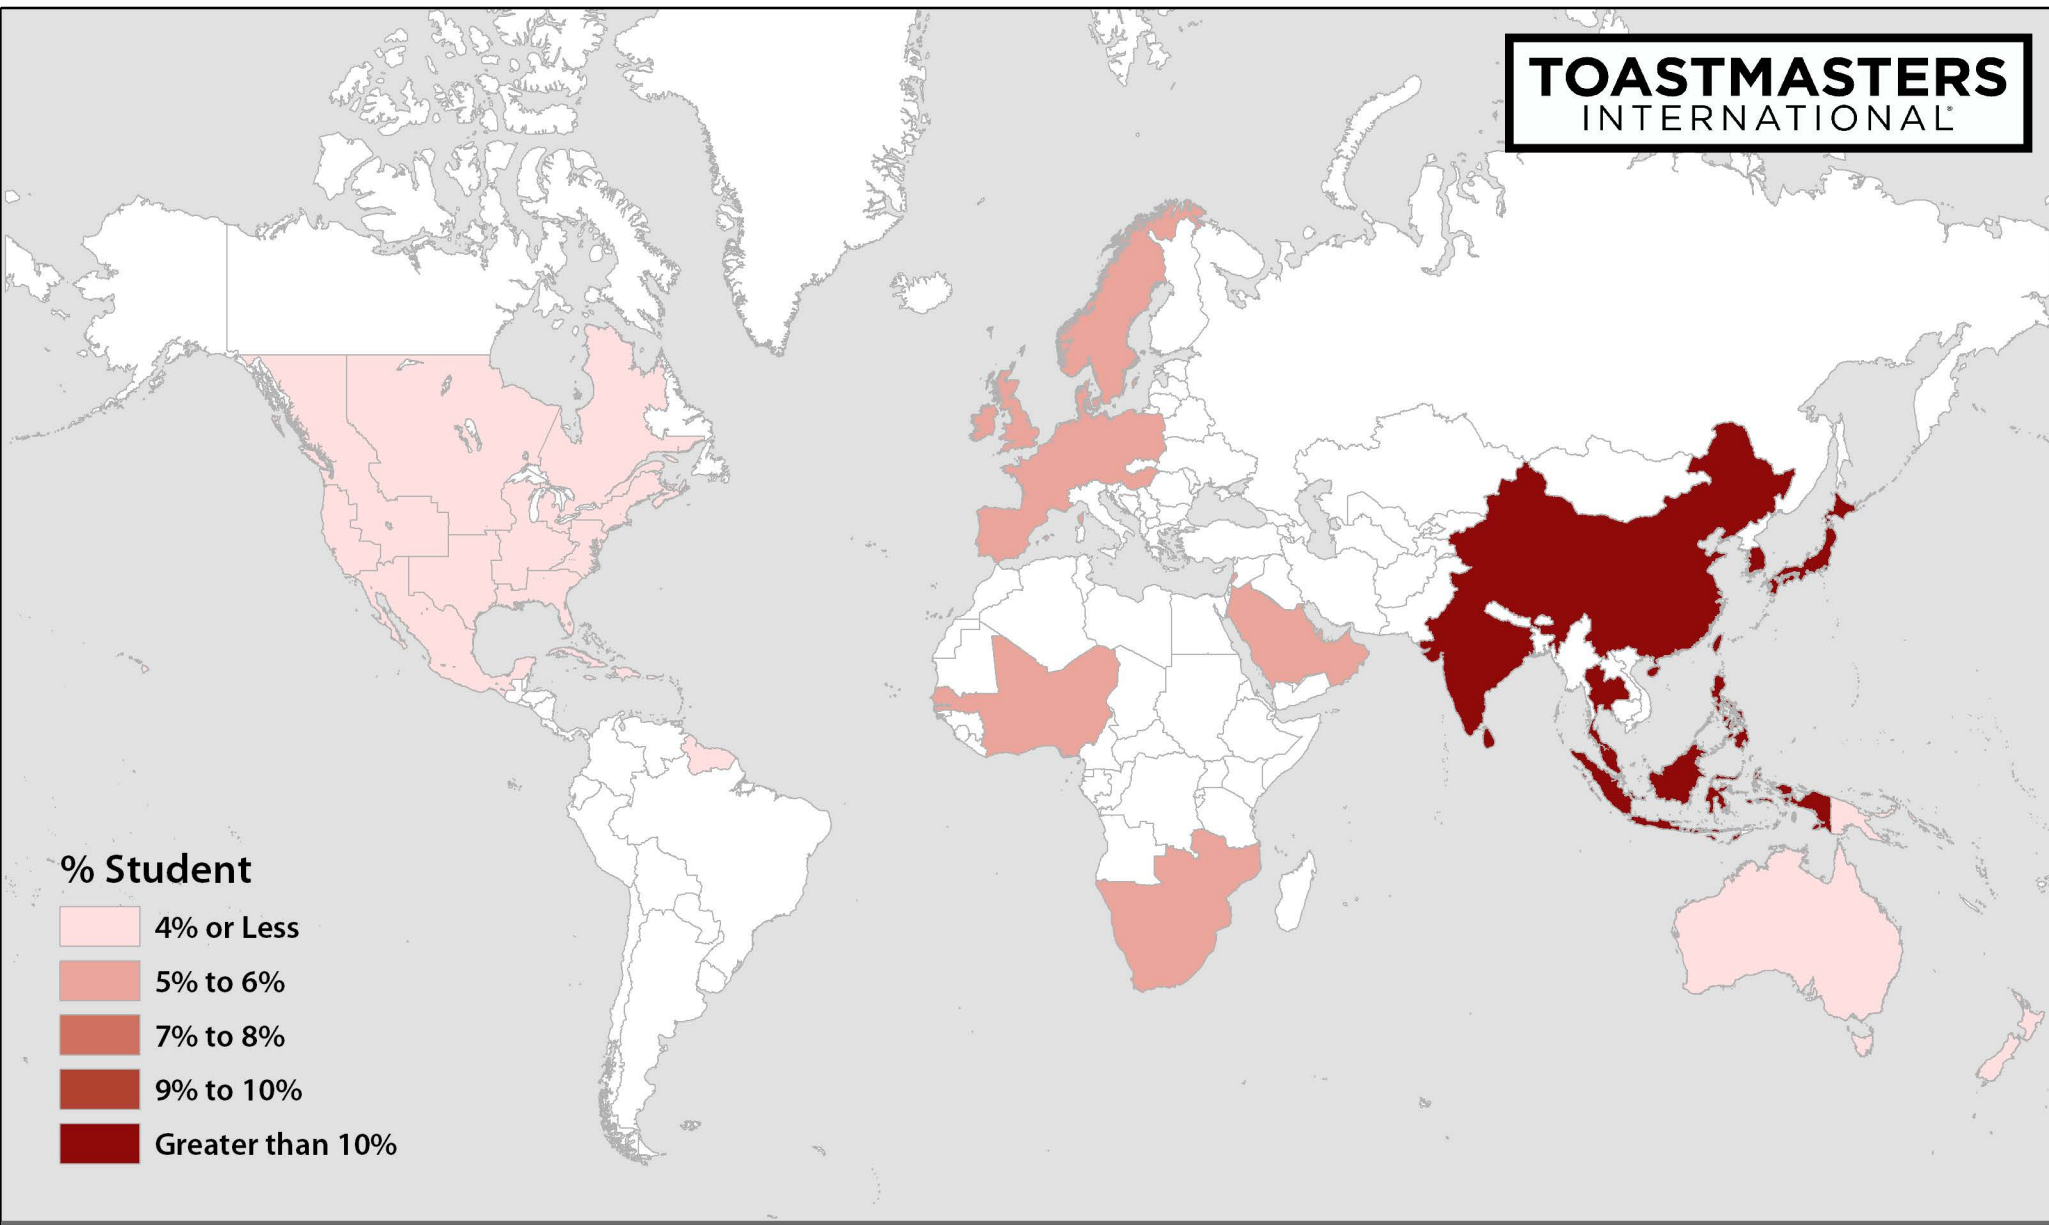 TOASTMASTERS
INTERNATIONAL®
% Student
4% or Less
5% to 6%
7% to 8%
9% to 10%
Greater than 10%